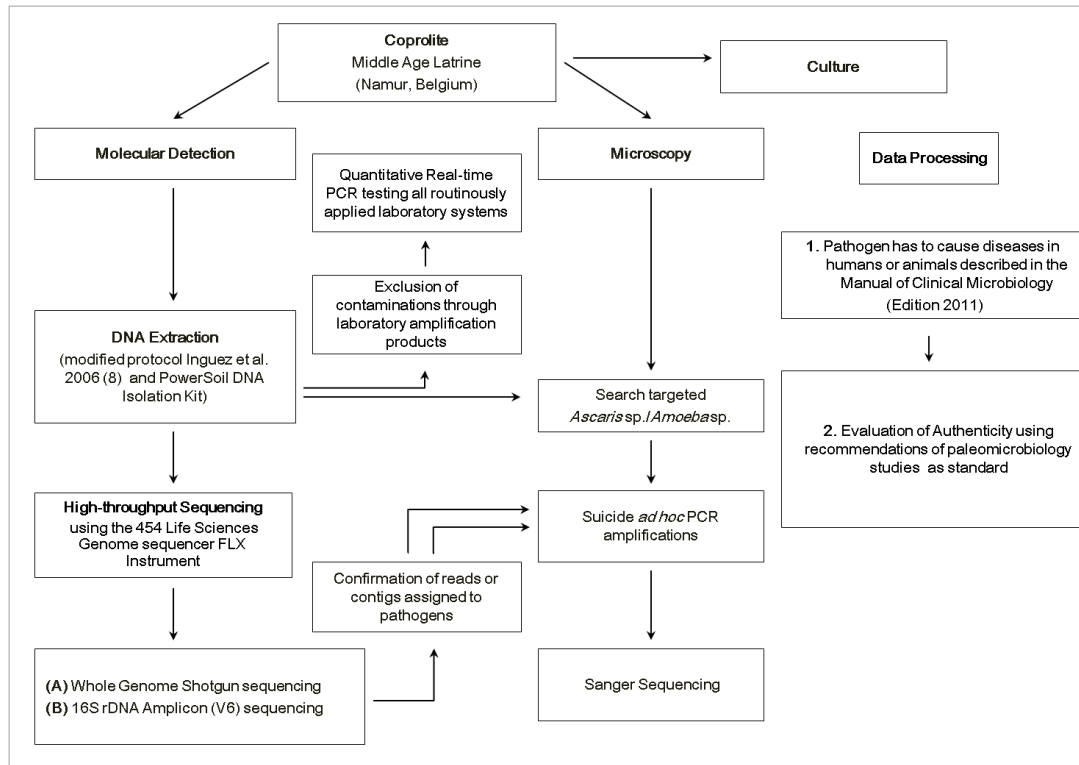 Coprolite
Middle Age Latrine
(Namur, Belgium)
Culture
Molecular Detection
Microscopy
Data Processing
Quantitative Real-time
PCR testing all routinously
applied laboratory systems
Exclusion of
contaminations through
laboratory amplification
products
DNA Extraction
(modified protocol Inguez et al.
2006 (8) and PowerSoil DNA
Isolation Kit)
Search targeted
Ascaris sp./Amoeba sp.
1. Pathogen has to cause diseases in
humans or animals described in the
Manual of Clinical Microbiology
(Edition 2011)
2. Evaluation of Authenticity using
recommendations of paleomicrobiology
studies as standard
High-throughput Sequencing
using the 454 Life Sciences
Genome sequencer FLX
Instrument
Suicide ad hoc PCR
amplifications
Confirmation of reads or
contigs assigned to
pathogens
(A) Whole Genome Shotgun sequencing
(B) 16S rDNA Amplicon (V6) sequencing
Sanger Sequencing